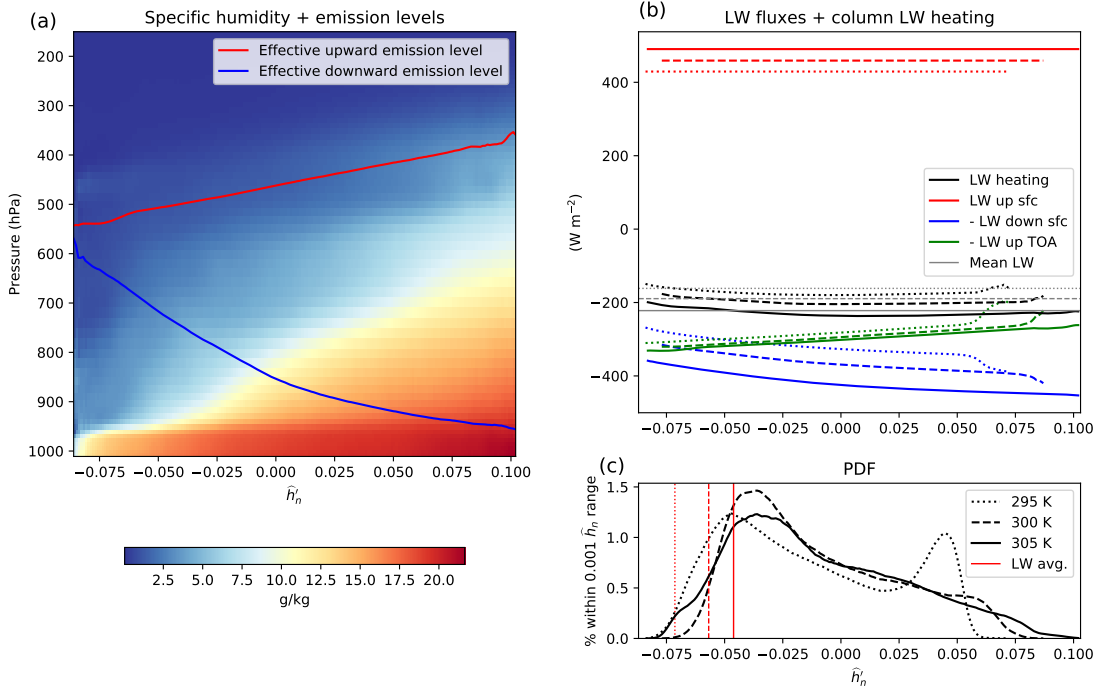 (a)
Specific humidity + emission levels
Effective upward emission level
Effective downward emission level
Pressure (hPa)
200
300
400
500
600
700
800
900
1000
−0.075
−0.050
−0.025
0.000
0.025
0.050
0.075
0.100
ĥ′ₙ
2.5
5.0
7.5
10.0
12.5
15.0
17.5
20.0
g/kg
(b)
LW fluxes + column LW heating
(W m⁻²)
400
200
0
−200
−400
LW heating
LW up sfc
- LW down sfc
- LW up TOA
Mean LW
−0.075
−0.050
−0.025
0.000
0.025
0.050
0.075
0.100
(c)
PDF
% within 0.001 ĥₙ range
1.5
1.0
0.5
0.0
295 K
300 K
305 K
LW avg.
−0.075
−0.050
−0.025
0.000
0.025
0.050
0.075
0.100
ĥ′ₙ